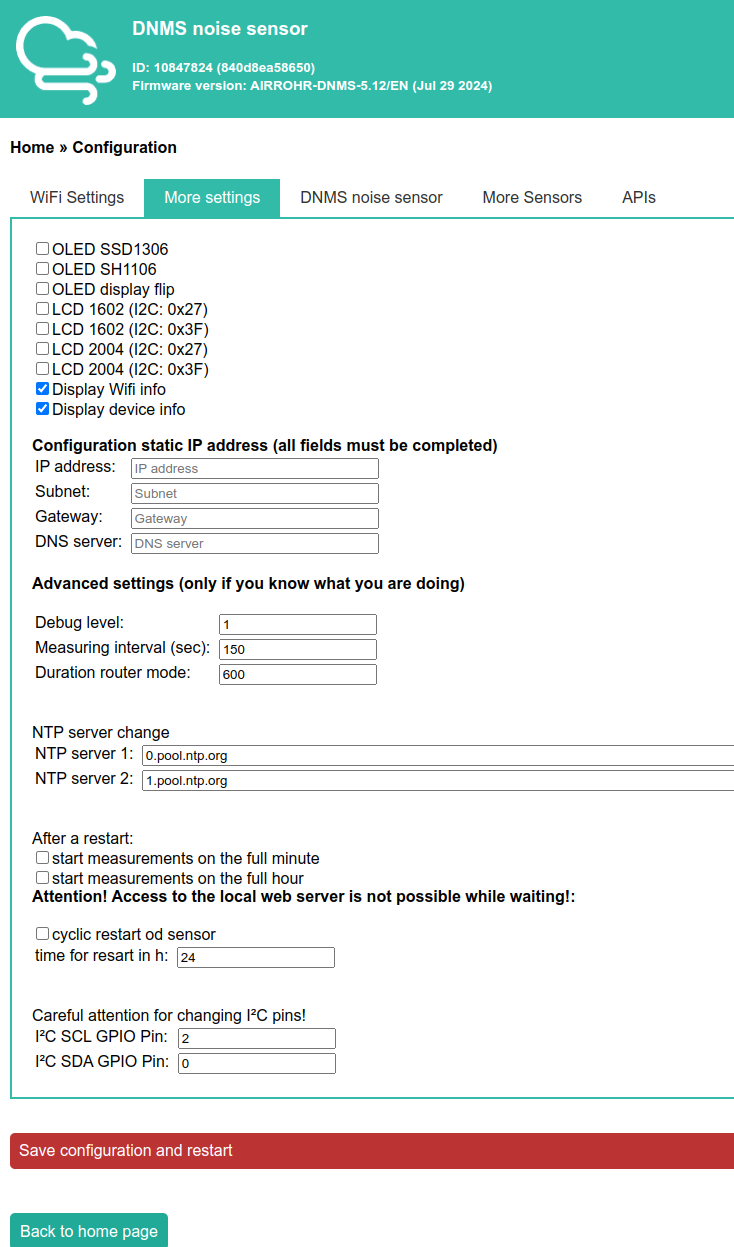 DNMS noise sensor
ID: 10847824 (840d8ea58650)
Firmware version: AIRROHR-DNMS-5.12/EN (Jul 29 2024)
Home » Configuration
WiFi Settings More settings DNMS noise sensor More Sensors APIs
OLED SSD1306
OLED SH1106
OLED display flip
LCD 1602 (I2C: 0x27)
LCD 1602 (I2C: 0x3F)
LCD 2004 (I2C: 0x27)
LCD 2004 (I2C: 0x3F)
Display Wifi info
Display device info
Configuration static IP address (all fields must be completed)
IP address: IP address
Subnet: Subnet
Gateway: Gateway
DNS server: DNS server
Advanced settings (only if you know what you are doing)
Debug level: 1
Measuring interval (sec): 150
Duration router mode: 600
NTP server change
NTP server 1: 0.pool.ntp.org
NTP server 2: 1.pool.ntp.org
After a restart:
start measurements on the full minute
start measurements on the full hour
Attention! Access to the local web server is not possible while waiting!:
cyclic restart od sensor
time for resart in h: 24
Careful attention for changing I²C pins!
I²C SCL GPIO Pin: 2
I²C SDA GPIO Pin: 0
Save configuration and restart
Back to home page